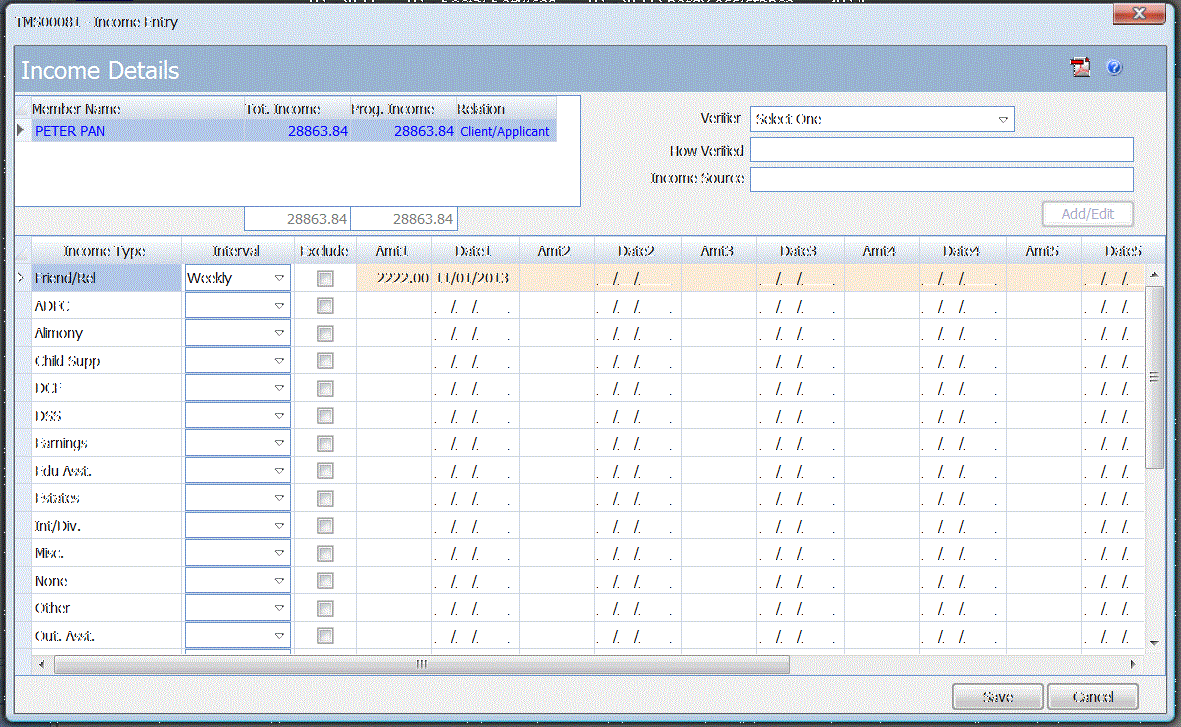 TMS00081 - Income Entry
Income Details
Member Name Tot. Income Prog. Income Relation
PETER PAN 28863.84 28863.84 Client/Applicant
28863.84 28863.84
Verifier Select One
How Verified
Income Source
Add/Edit
Income Type Interval Exclude Amt1 Date1 Amt2 Date2 Amt3 Date3 Amt4 Date4 Amt5 Date5
Friend/Rel Weekly 2222.00 11/01/2013 / / / / / / / /
/ / / / / / / / / /
Alimony / / / / / / / / / /
Child Supp / / / / / / / / / /
DCF / / / / / / / / / /
DSS / / / / / / / / / /
Earnings / / / / / / / / / /
Edu Asst. / / / / / / / / / /
Estates / / / / / / / / / /
Int/Div. / / / / / / / / / /
Misc. / / / / / / / / / /
None / / / / / / / / / /
Other / / / / / / / / / /
Out. Asst. / / / / / / / / / /
Save Cancel